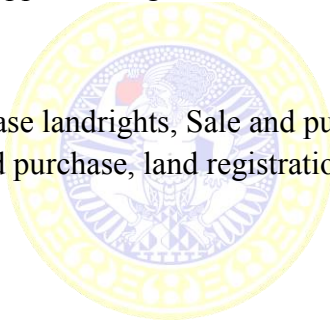 ase landrights, Sale and pu
d purchase, land registratio